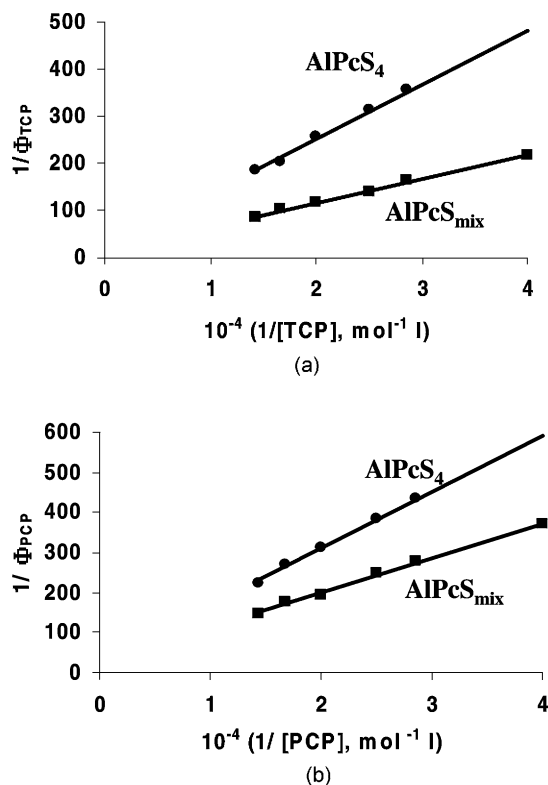 500
400
300
200
100
0
1/ΦTCP
AlPcS4
AlPcSmix
0 1 2 3 4
10-4 (1/[TCP], mol-1 l)
(a)
600
500
400
300
200
100
0
1/ ΦPCP
AlPcS4
AlPcSmix
0 1 2 3 4
10-4 (1/ [PCP], mol-1 l)
(b)